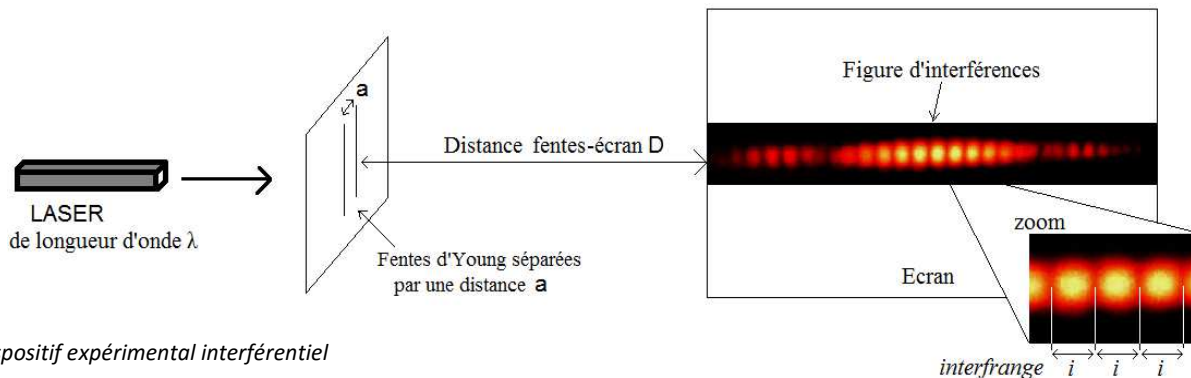 Figure d'interférences
a
Distance fentes-écran D
LASER
de longueur d'onde λ
Fentes d'Young séparées
par une distance a
zoom
Ecran
spositif expérimental interférentiel
interfrange i i i